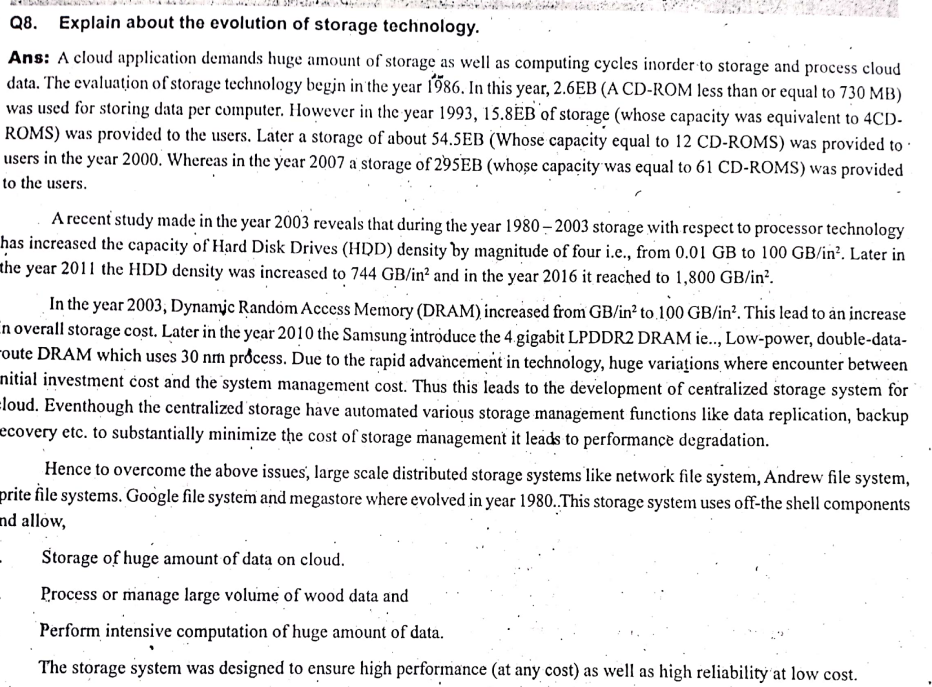 Q8. Explain about the evolution of storage technology.
Ans: A cloud application demands huge amount of storage as well as computing cycles inorder to storage and process cloud
data. The evaluation of storage technology begin in the year 1986. In this year, 2.6EB (A CD-ROM less than or equal to 730 MB)
was used for storing data per computer. However in the year 1993, 15.8EB of storage (whose capacity was equivalent to 4CD-
ROMS) was provided to the users. Later a storage of about 54.5EB (Whose capacity equal to 12 CD-ROMS) was provided to
users in the year 2000. Whereas in the year 2007 a storage of 295EB (whose capacity was equal to 61 CD-ROMS) was provided
to the users.
A recent study made in the year 2003 reveals that during the year 1980 – 2003 storage with respect to processor technology
has increased the capacity of Hard Disk Drives (HDD) density by magnitude of four i.e., from 0.01 GB to 100 GB/in². Later in
the year 2011 the HDD density was increased to 744 GB/in² and in the year 2016 it reached to 1,800 GB/in².
In the year 2003, Dynamic Random Access Memory (DRAM) increased from GB/in² to 100 GB/in². This lead to an increase
in overall storage cost. Later in the year 2010 the Samsung introduce the 4 gigabit LPDDR2 DRAM ie.., Low-power, double-data-
route DRAM which uses 30 nm process. Due to the rapid advancement in technology, huge variations where encounter between
nitial investment cost and the system management cost. Thus this leads to the development of centralized storage system for
cloud. Eventhough the centralized storage have automated various storage management functions like data replication, backup
ecovery etc. to substantially minimize the cost of storage management it leads to performance degradation.
Hence to overcome the above issues, large scale distributed storage systems like network file system, Andrew file system,
prite file systems. Google file system and megastore where evolved in year 1980..This storage system uses off-the shell components
nd allow,
Storage of huge amount of data on cloud.
Process or manage large volume of wood data and
Perform intensive computation of huge amount of data.
The storage system was designed to ensure high performance (at any cost) as well as high reliability at low cost.